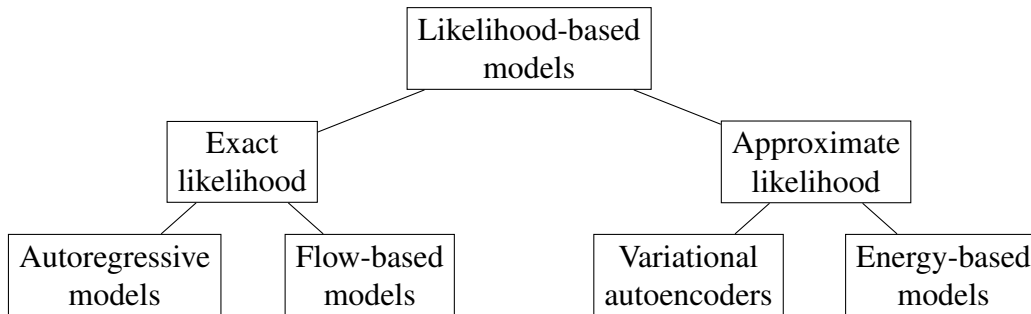 Likelihood-based
models
Exact
likelihood
Approximate
likelihood
Autoregressive
models
Flow-based
models
Variational
autoencoders
Energy-based
models